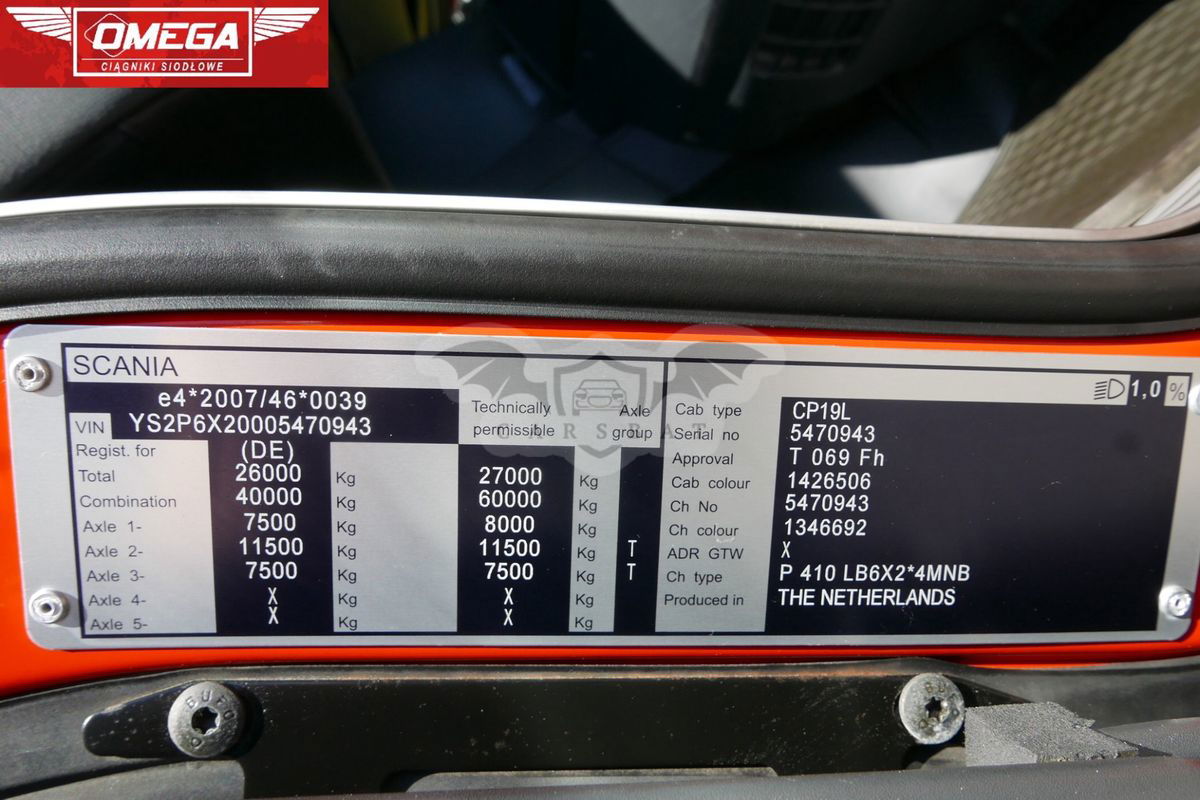 OMEGA
CIĄGNIKI SIODŁOWE
SCANIA
e4*2007/46*0039
VIN YS2P6X20005470943
Technically permissible
Axle group
Regist. for (DE)
Total 26000 Kg 27000 Kg
Combination 40000 Kg 60000 Kg
Axle 1- 7500 Kg 8000 Kg
Axle 2- 11500 Kg 11500 Kg T
Axle 3- 7500 Kg 7500 Kg T
Axle 4- X Kg X Kg
Axle 5- X Kg X Kg
1,0 %
Cab type CP19L
Serial no 5470943
Approval T 069 Fh
Cab colour 1426506
Ch No 5470943
Ch colour 1346692
ADR GTW X
Ch type P 410 LB6X2*4MNB
Produced in THE NETHERLANDS
CARSBAT
BUFO